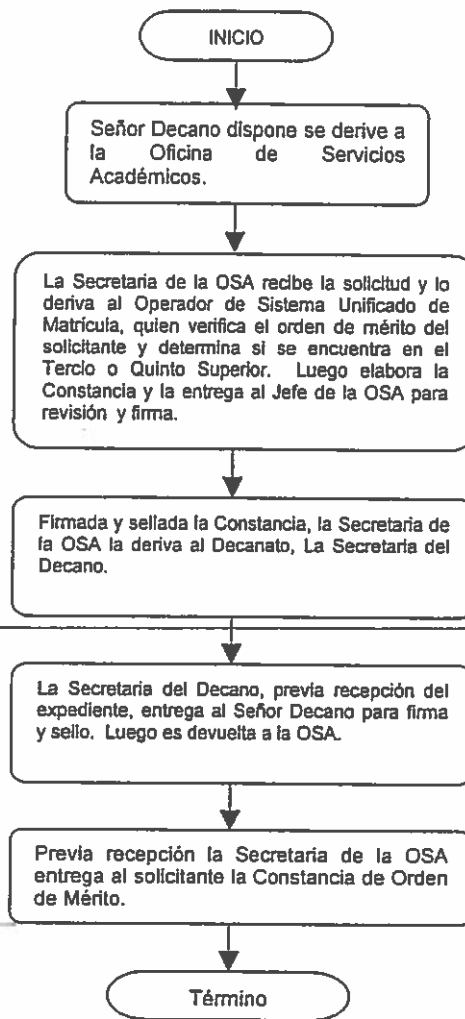 INICIO
Señor Decano dispone se derive a
la Oficina de Servicios
Académicos.
La Secretaria de la OSA recibe la solicitud y lo
deriva al Operador de Sistema Unificado de
Matrícula, quien verifica el orden de mérito del
solicitante y determina si se encuentra en el
Tercio o Quinto Superior. Luego elabora la
Constancia y la entrega al Jefe de la OSA para
revisión y firma.
Firmada y sellada la Constancia, la Secretaria de
la OSA la deriva al Decanato, La Secretaria del
Decano.
La Secretaria del Decano, previa recepción del
expediente, entrega al Señor Decano para firma
y sello. Luego es devuelta a la OSA.
Previa recepción la Secretaria de la OSA
entrega al solicitante la Constancia de Orden
de Mérito.
Término